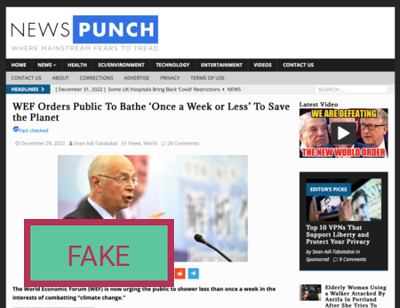 NEWS PUNCH
WHERE MAINSTREAM FEARS TO TREAD
HOME NEWS HEALTH SCI/ENVIRONMENT TECHNOLOGY ENTERTAINMENT VIDEOS CONTACT US
CONTACT US ABOUT CORRECTIONS ADVERTISE PRIVACY TERMS OF USE
HEADLINES [ December 31, 2022 ] Some UK Hospitals Bring Back 'Covid' Restrictions NEWS SEARCH ...
WEF Orders Public To Bathe 'Once a Week or Less' To Save
the Planet
Fact checked
December 29, 2022 Sean Adl-Tabatabai News, World 28 Comments
FAKE
The World Economic Forum (WEF) is now urging the public to shower less than once a week in the
interests of combatting "climate change."
Latest Video
WE ARE DEFEATING
THE NEW WORLD ORDER
EDITOR'S PICKS
Top 10 VPNs That
Support Liberty and
Protect Your Privacy
by Sean Adl-Tabatabai in
Sponsored 9 Comments
Elderly Woman Using
a Walker Attacked By
Antifa In Portland
After She Tries To